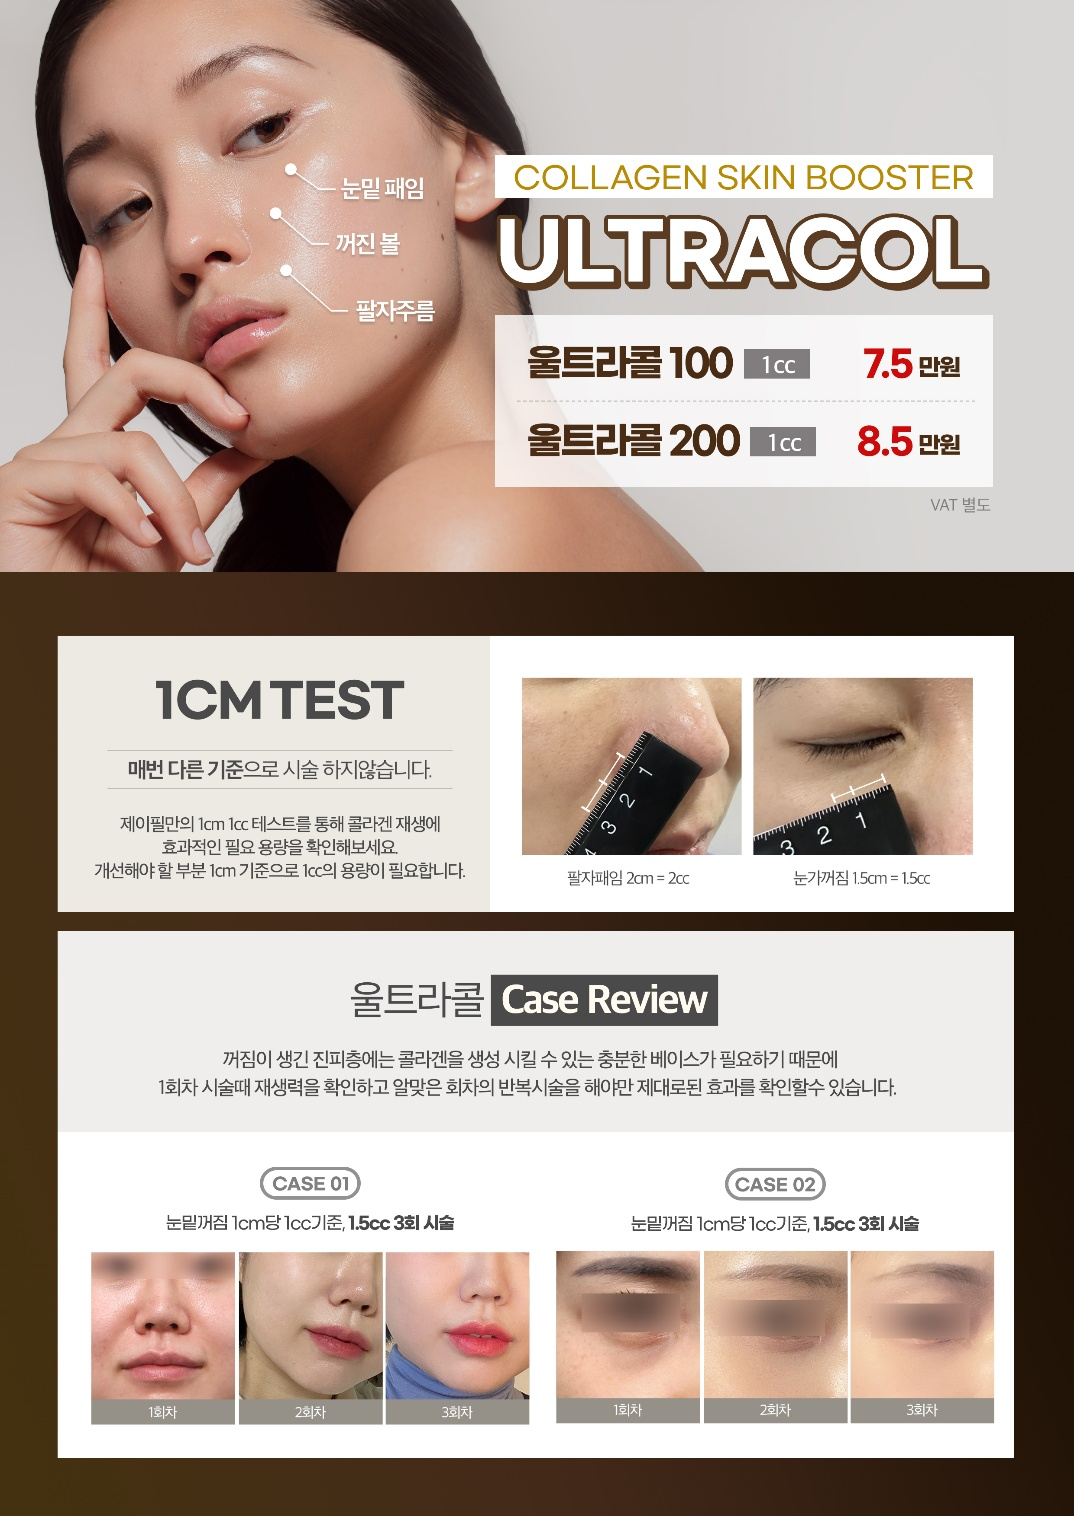 눈밑 패임
꺼진 볼
팔자주름
COLLAGEN SKIN BOOSTER
ULTRACOL
울트라콜 100 1cc 7.5 만원
울트라콜 200 1cc 8.5 만원
VAT 별도
1CM TEST
매번 다른 기준으로 시술 하지않습니다.
제이필만의 1cm 1cc 테스트를 통해 콜라겐 재생에
효과적인 필요 용량을 확인해보세요.
개선해야 할 부분 1cm 기준으로 1cc의 용량이 필요합니다.
1
2
3
4
팔자패임 2cm = 2cc
3 2 1
눈가꺼짐 1.5cm = 1.5cc
울트라콜 Case Review
꺼짐이 생긴 진피층에는 콜라겐을 생성 시킬 수 있는 충분한 베이스가 필요하기 때문에
1회차 시술때 재생력을 확인하고 알맞은 회차의 반복시술을 해야만 제대로된 효과를 확인할수 있습니다.
CASE 01
눈밑꺼짐 1cm당 1cc기준, 1.5cc 3회 시술
1회차 2회차 3회차
CASE 02
눈밑꺼짐 1cm당 1cc기준, 1.5cc 3회 시술
1회차 2회차 3회차